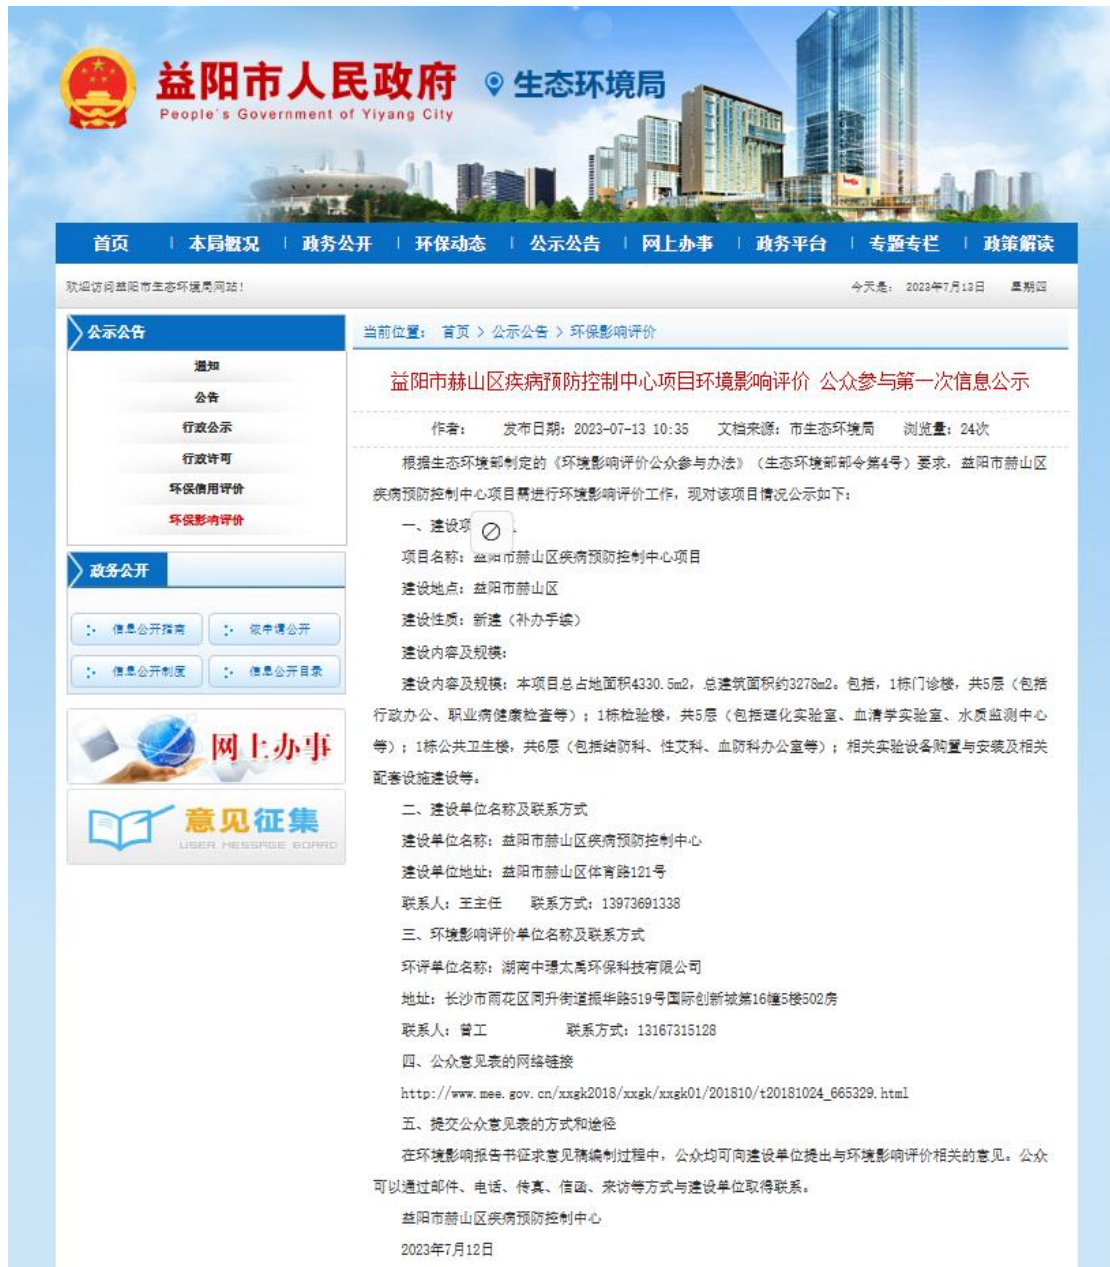 益阳市人民政府
People's Government of Yiyang City
生态环境局
首页 本局概况 政务公开 环保动态 公示公告 网上办事 政务平台 专题专栏 政策解读
欢迎访问益阳市生态环境局网站！
今天是： 2023年7月13日 星期四
公示公告
通知
公告
行政公示
行政许可
环保信用评价
环保影响评价
政务公开
信息公开指南
依申请公开
信息公开制度
信息公开目录
网上办事
意见征集
USER MESSAGE BOARD
当前位置： 首页 > 公示公告 > 环保影响评价
益阳市赫山区疾病预防控制中心项目环境影响评价 公众参与第一次信息公示
作者： 发布日期：2023-07-13 10:35 文档来源：市生态环境局 浏览量：24次
根据生态环境部制定的《环境影响评价公众参与办法》（生态环境部部令第4号）要求，益阳市赫山区
疾病预防控制中心项目需进行环境影响评价工作，现对该项目情况公示如下：
一、建设项
项目名称：益阳市赫山区疾病预防控制中心项目
建设地点：益阳市赫山区
建设性质：新建（补办手续）
建设内容及规模：
建设内容及规模：本项目总占地面积4330.5m2，总建筑面积约3278m2。包括，1栋门诊楼，共5层（包括
行政办公、职业病健康检查等）；1栋检验楼，共5层（包括理化实验室、血清学实验室、水质监测中心
等）；1栋公共卫生楼，共6层（包括结防科、性艾科、血防科办公室等）；相关实验设备购置与安装及相关
配套设施建设等。
二、建设单位名称及联系方式
建设单位名称：益阳市赫山区疾病预防控制中心
建设单位地址：益阳市赫山区体育路121号
联系人：王主任 联系方式：13973691338
三、环境影响评价单位名称及联系方式
环评单位名称：湖南中璟太禹环保科技有限公司
地址：长沙市雨花区同升街道振华路519号国际创新城第16幢5楼502房
联系人：曾工 联系方式：13167315128
四、公众意见表的网络链接
http://www.mee.gov.cn/xxgk2018/xxgk/xxgk01/201810/t20181024_665329.html
五、提交公众意见表的方式和途径
在环境影响报告书征求意见稿编制过程中，公众均可向建设单位提出与环境影响评价相关的意见。公众
可以通过邮件、电话、传真、信函、来访等方式与建设单位取得联系。
益阳市赫山区疾病预防控制中心
2023年7月12日